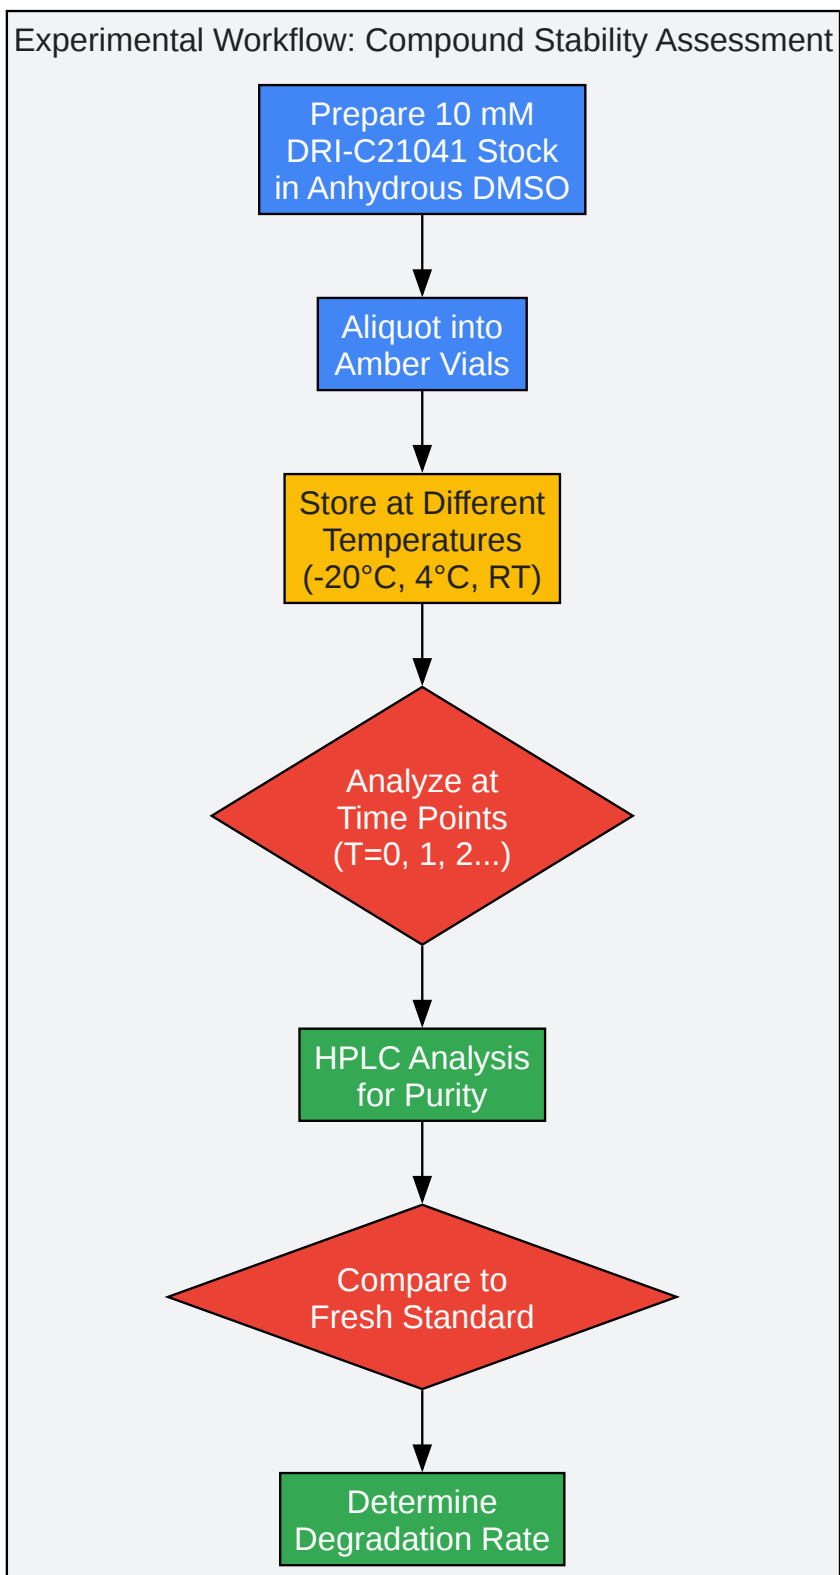 Experimental Workflow: Compound Stability Assessment
Prepare 10 mM
DRI-C21041 Stock
in Anhydrous DMSO
Aliquot into
Amber Vials
Store at Different
Temperatures
(-20°C, 4°C, RT)
Analyze at
Time Points
(T=0, 1, 2...)
HPLC Analysis
for Purity
Compare to
Fresh Standard
Determine
Degradation Rate